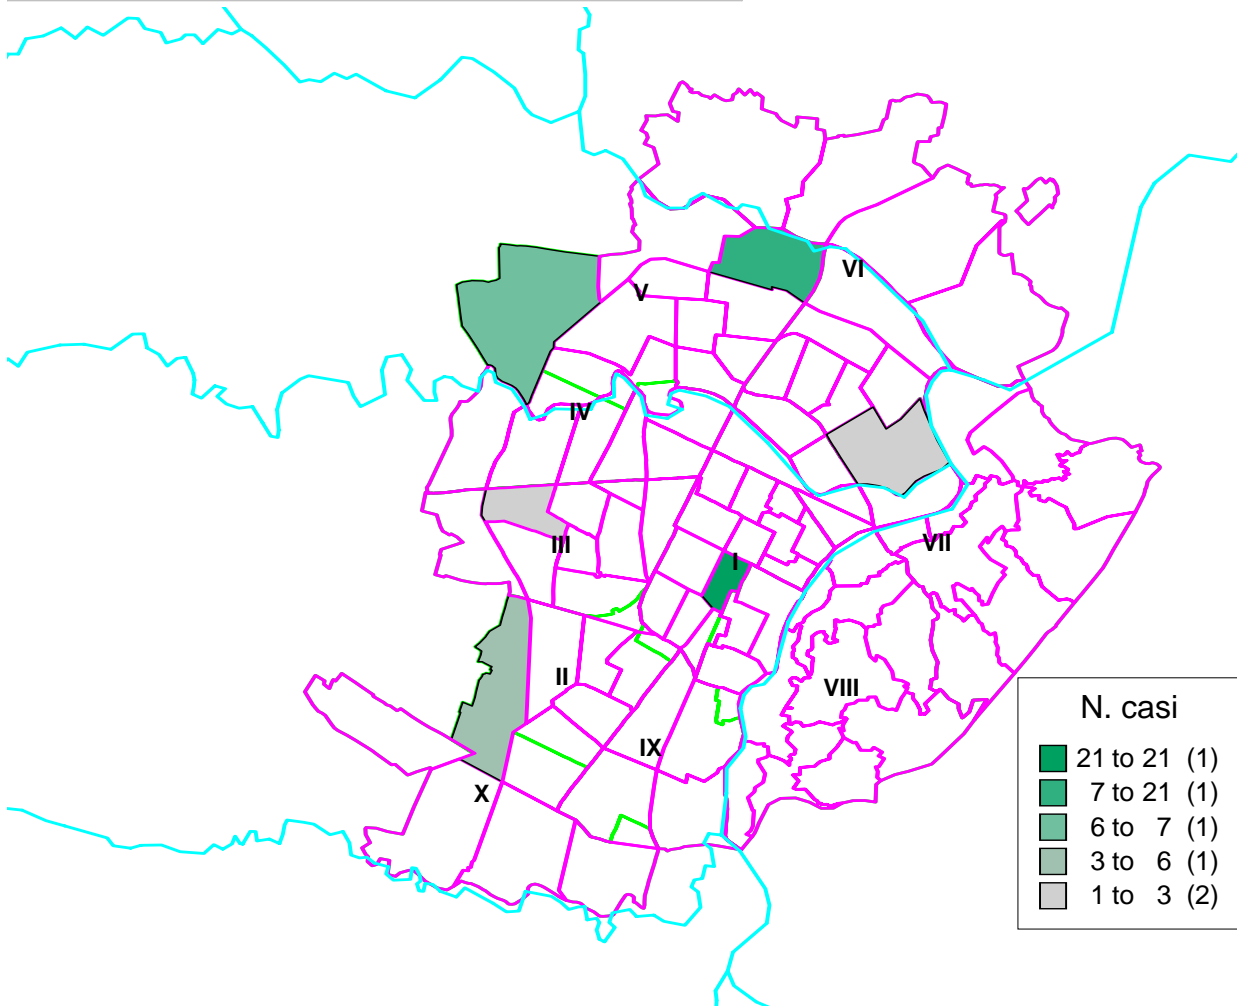 VI
V
IV
III
I
VII
II
VIII
IX
X
N. casi
21 to 21 (1)
7 to 21 (1)
6 to 7 (1)
3 to 6 (1)
1 to 3 (2)